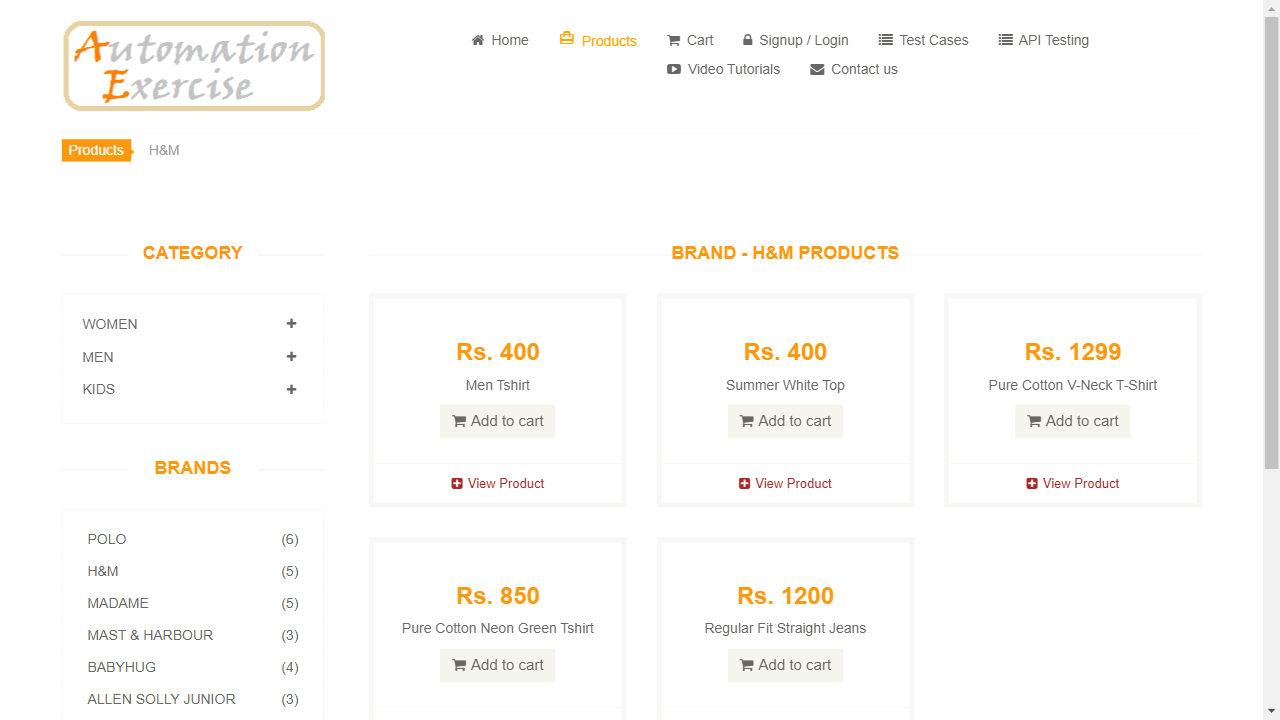 Automation
Exercise
Home
Products
Cart
Signup / Login
Test Cases
API Testing
Video Tutorials
Contact us
Products
H&M
CATEGORY
WOMEN
MEN
KIDS
BRANDS
POLO (6)
H&M (5)
MADAME (5)
MAST & HARBOUR (3)
BABYHUG (4)
ALLEN SOLLY JUNIOR (3)
BRAND - H&M PRODUCTS
Rs. 400
Men Tshirt
Add to cart
View Product
Rs. 400
Summer White Top
Add to cart
View Product
Rs. 1299
Pure Cotton V-Neck T-Shirt
Add to cart
View Product
Rs. 850
Pure Cotton Neon Green Tshirt
Add to cart
Rs. 1200
Regular Fit Straight Jeans
Add to cart